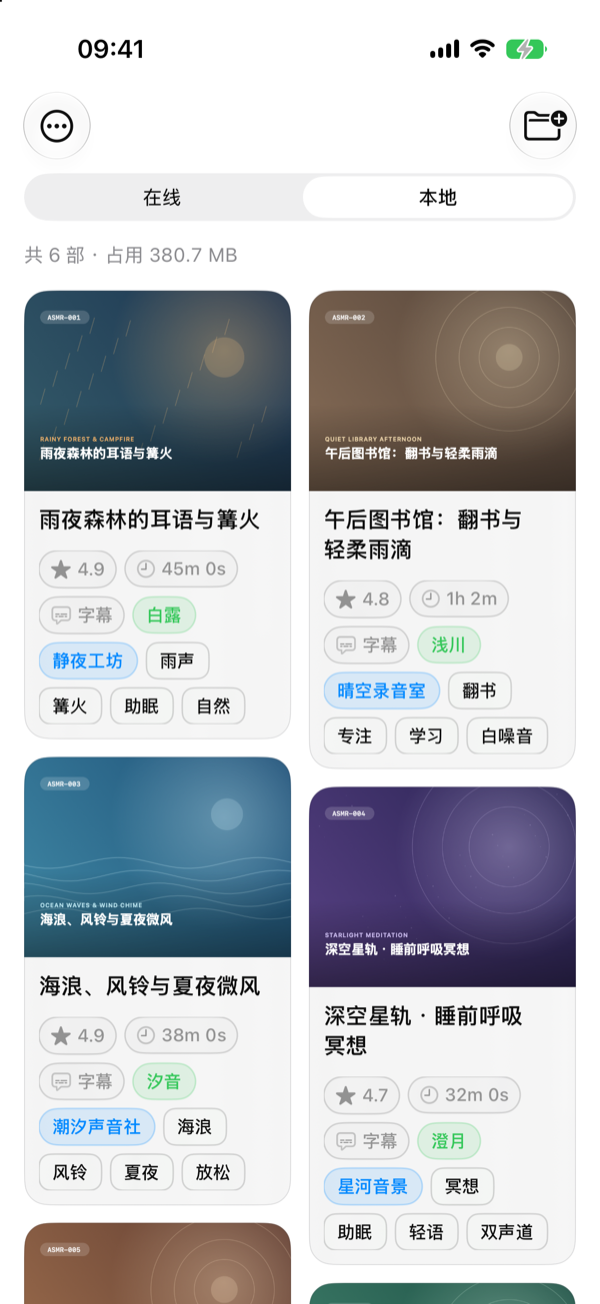 09:41
在线
本地
共 6 部 · 占用 380.7 MB
ASMR-001
RAINY FOREST & CAMPFIRE
雨夜森林的耳语与篝火
雨夜森林的耳语与篝火
4.9
45m 0s
字幕
白露
静夜工坊
雨声
篝火
助眠
自然
ASMR-002
QUIET LIBRARY AFTERNOON
午后图书馆：翻书与轻柔雨滴
午后图书馆：翻书与
轻柔雨滴
4.8
1h 2m
字幕
浅川
晴空录音室
翻书
专注
学习
白噪音
ASMR-003
OCEAN WAVES & WIND CHIME
海浪、风铃与夏夜微风
海浪、风铃与夏夜微风
4.9
38m 0s
字幕
汐音
潮汐声音社
海浪
风铃
夏夜
放松
ASMR-004
STARLIGHT MEDITATION
深空星轨 · 睡前呼吸冥想
深空星轨 · 睡前呼吸
冥想
4.7
32m 0s
字幕
澄月
星河音景
冥想
助眠
轻语
双声道
ASMR-005